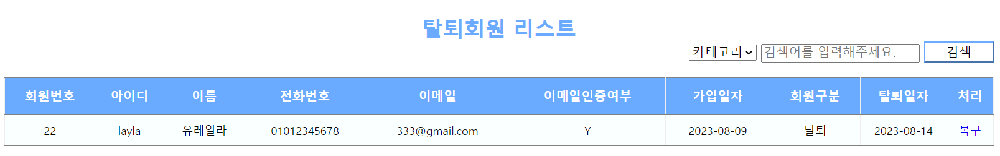 탈퇴회원 리스트
카테고리 검색어를 입력해주세요. 검색
회원번호 아이디 이름 전화번호 이메일 이메일인증여부 가입일자 회원구분 탈퇴일자 처리
22 layla 유레일라 01012345678 333@gmail.com Y 2023-08-09 탈퇴 2023-08-14 복구